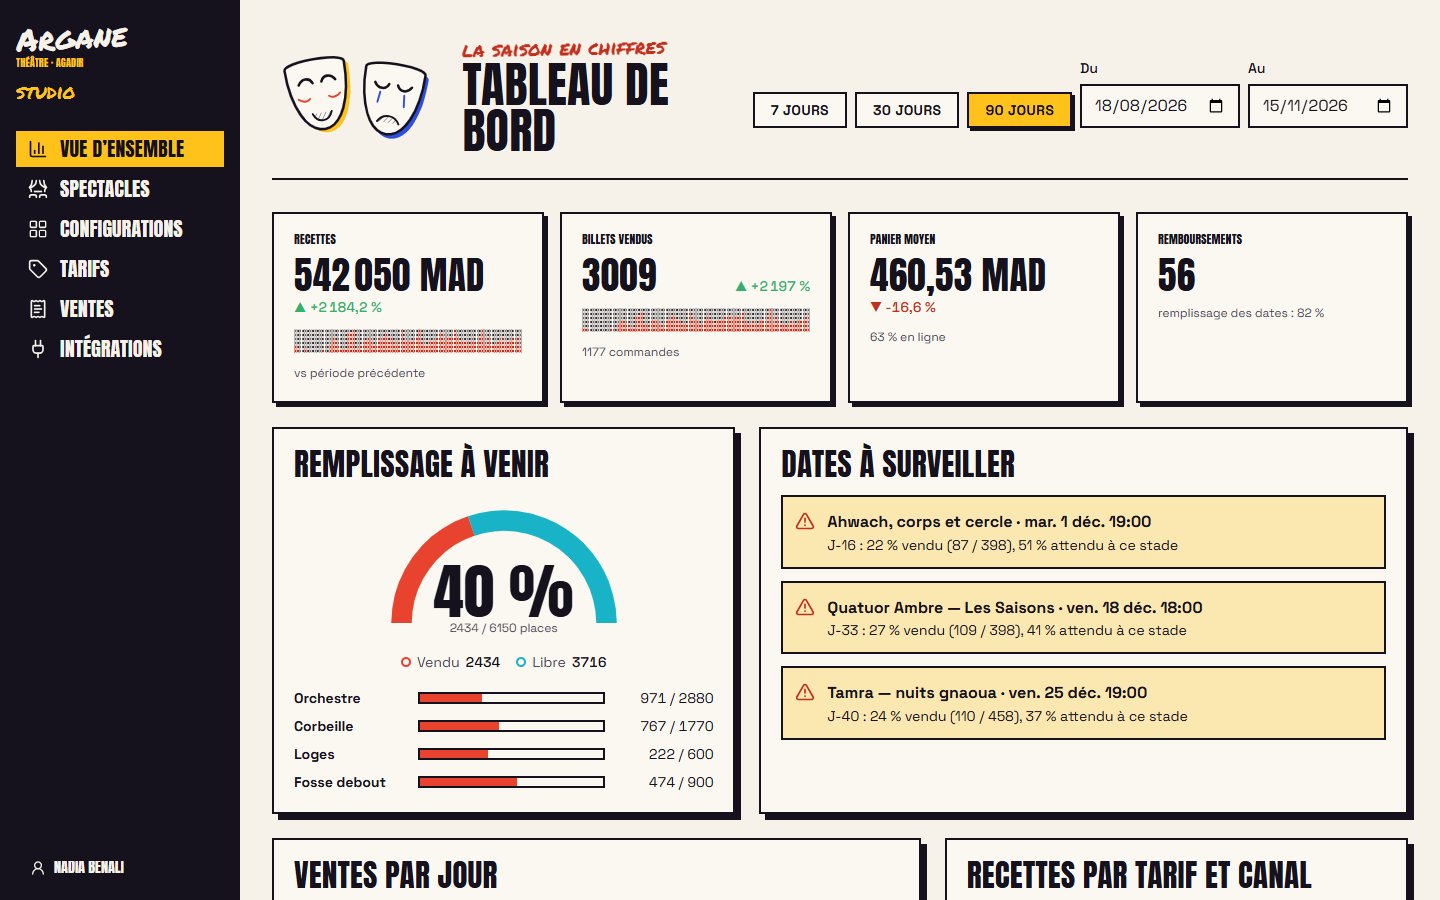 ARGANE
THÉÂTRE · AGADIR
STUDIO
VUE D'ENSEMBLE
SPECTACLES
CONFIGURATIONS
TARIFS
VENTES
INTÉGRATIONS
NADIA BENALI
LA SAISON EN CHIFFRES
TABLEAU DE
BORD
7 JOURS
30 JOURS
90 JOURS
Du
18/08/2026
Au
15/11/2026
RECETTES
542 050 MAD
▲ +2 184,2 %
vs période précédente
BILLETS VENDUS
3009
▲ +2 197 %
1177 commandes
PANIER MOYEN
460,53 MAD
▼ -16,6 %
63 % en ligne
REMBOURSEMENTS
56
remplissage des dates : 82 %
REMPLISSAGE À VENIR
40 %
2434 / 6150 places
Vendu 2434
Libre 3716
Orchestre 971 / 2880
Corbeille 767 / 1770
Loges 222 / 600
Fosse debout 474 / 900
DATES À SURVEILLER
Ahwach, corps et cercle · mar. 1 déc. 19:00
J-16 : 22 % vendu (87 / 398), 51 % attendu à ce stade
Quatuor Ambre — Les Saisons · ven. 18 déc. 18:00
J-33 : 27 % vendu (109 / 398), 41 % attendu à ce stade
Tamra — nuits gnaoua · ven. 25 déc. 19:00
J-40 : 24 % vendu (110 / 458), 37 % attendu à ce stade
VENTES PAR JOUR
RECETTES PAR TARIF ET CANAL